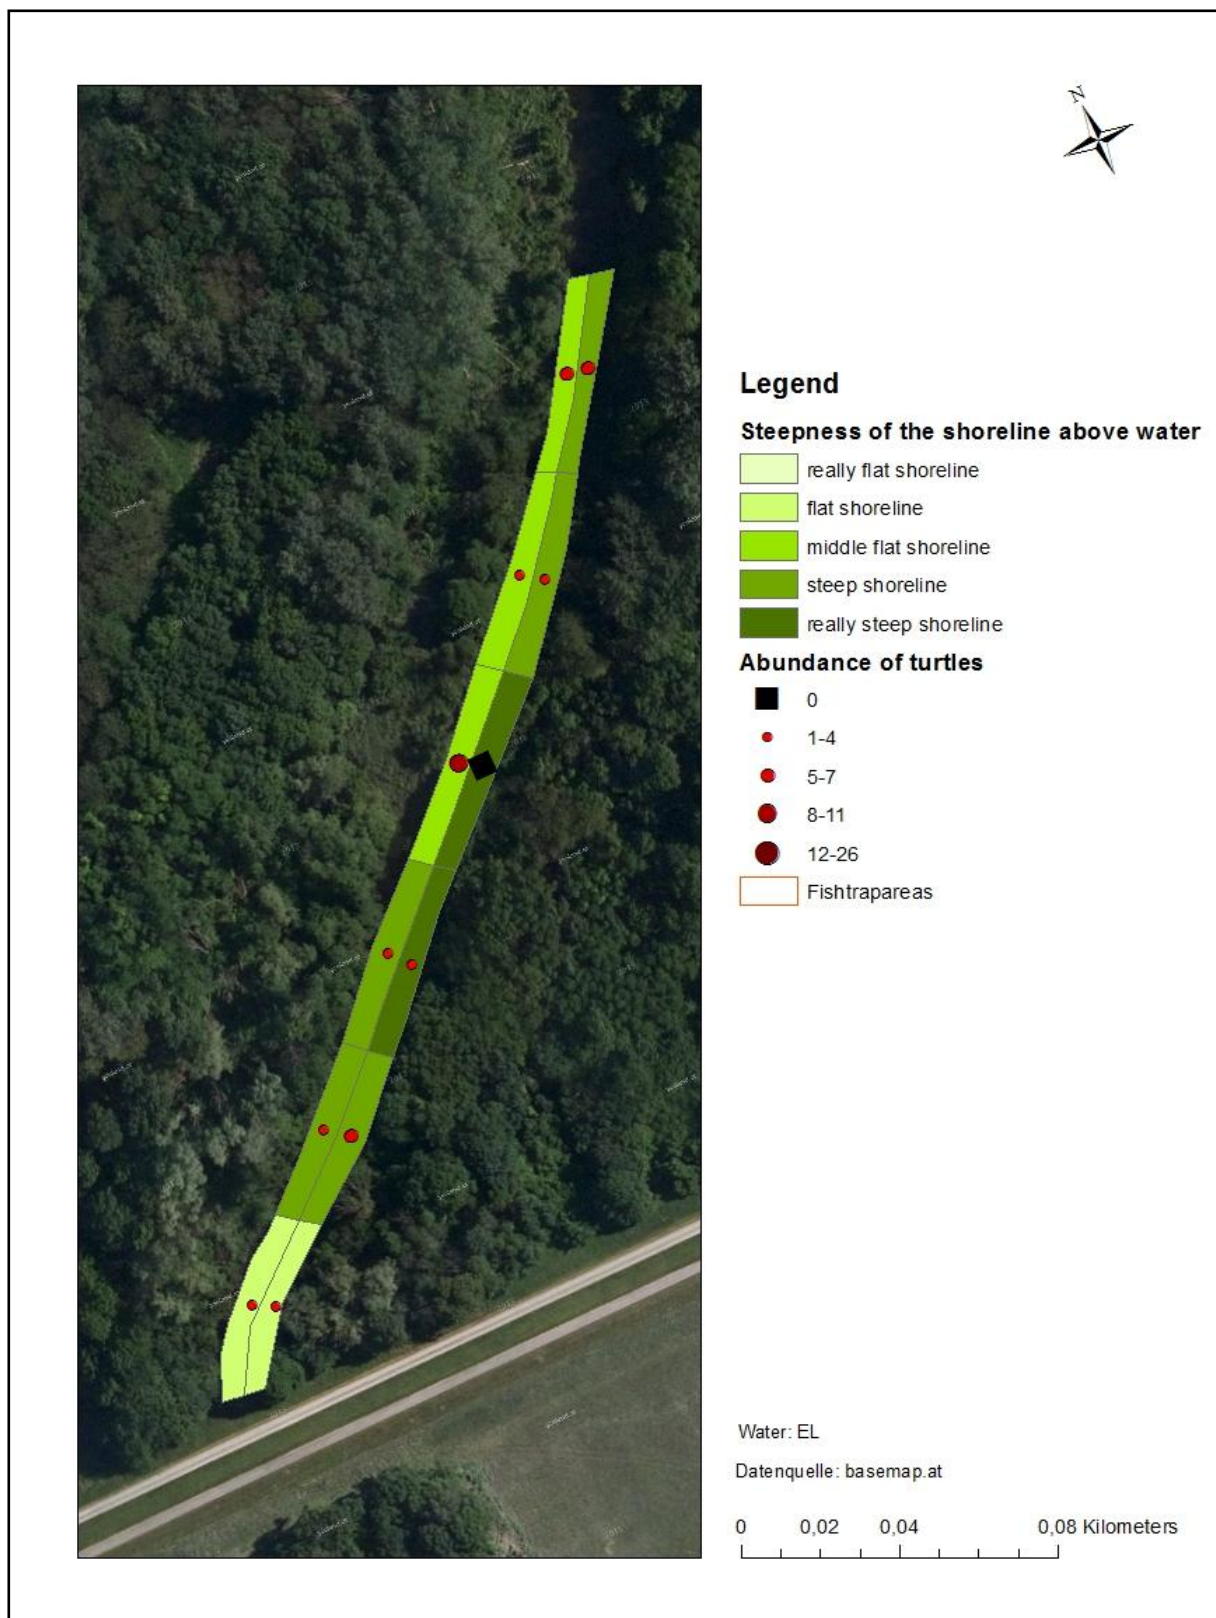 N
Legend
Steepness of the shoreline above water
really flat shoreline
flat shoreline
middle flat shoreline
steep shoreline
really steep shoreline
Abundance of turtles
0
1-4
5-7
8-11
12-26
Fishtrapareas
Water: EL
Datenquelle: basemap.at
0 0,02 0,04 0,08 Kilometers